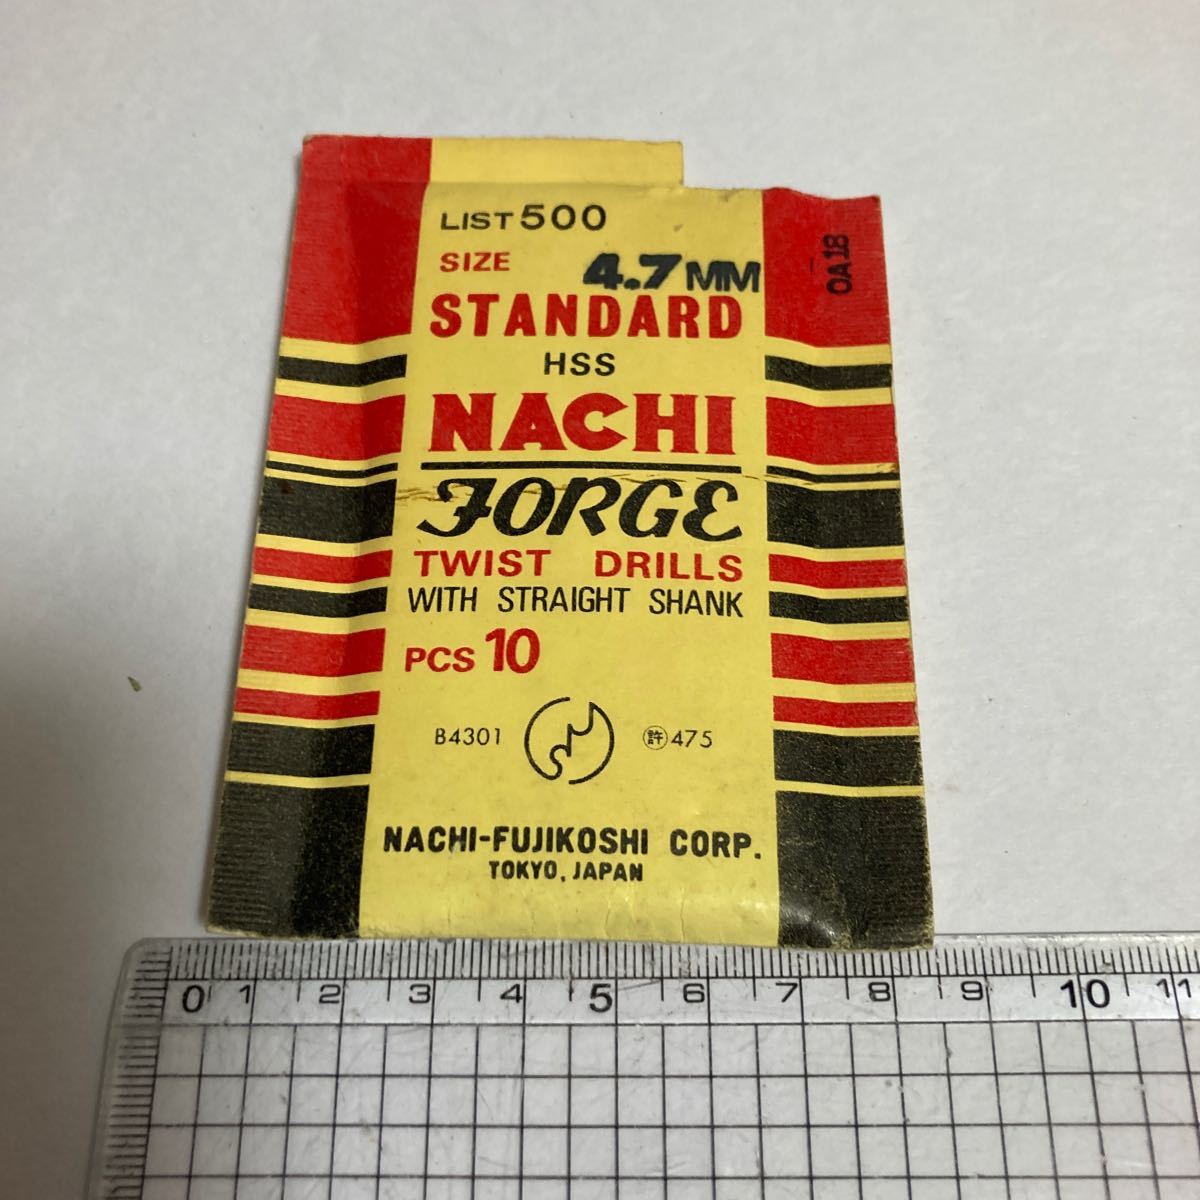 LIST 500
SIZE 4.7 MM
OA18
STANDARD
HSS
NACHI
FORGE
TWIST DRILLS
WITH STRAIGHT SHANK
PCS 10
B4301 許 475
NACHI-FUJIKOSHI CORP.
TOKYO, JAPAN
0 1 2 3 4 5 6 7 8 9 10 11